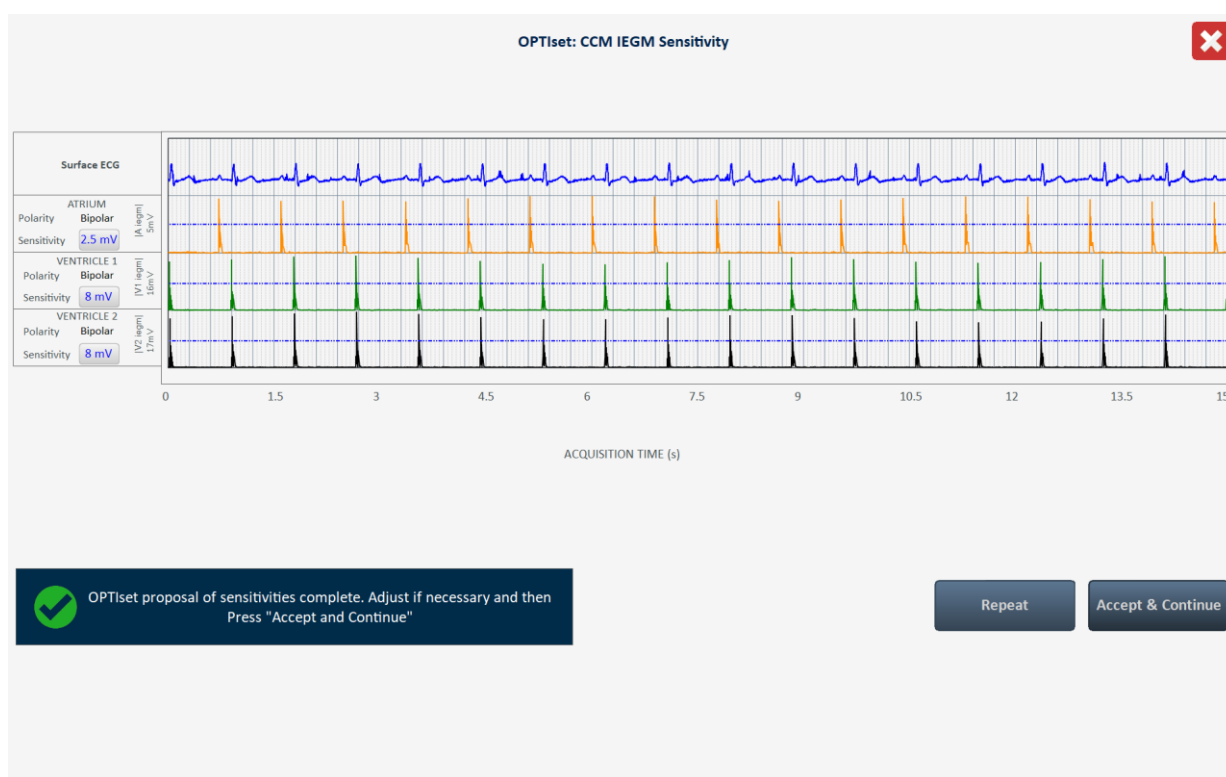 OPTIset: CCM IEGM Sensitivity
Surface ECG
ATRIUM
Polarity Bipolar
Sensitivity 2.5 mV
|A iegm|
5mV
VENTRICLE 1
Polarity Bipolar
Sensitivity 8 mV
|V1 iegm|
16mV
VENTRICLE 2
Polarity Bipolar
Sensitivity 8 mV
|V2 iegm|
17mV
0 1.5 3 4.5 6 7.5 9 10.5 12 13.5 15
ACQUISITION TIME (s)
OPTIset proposal of sensitivities complete. Adjust if necessary and then
Press "Accept and Continue"
Repeat
Accept & Continue